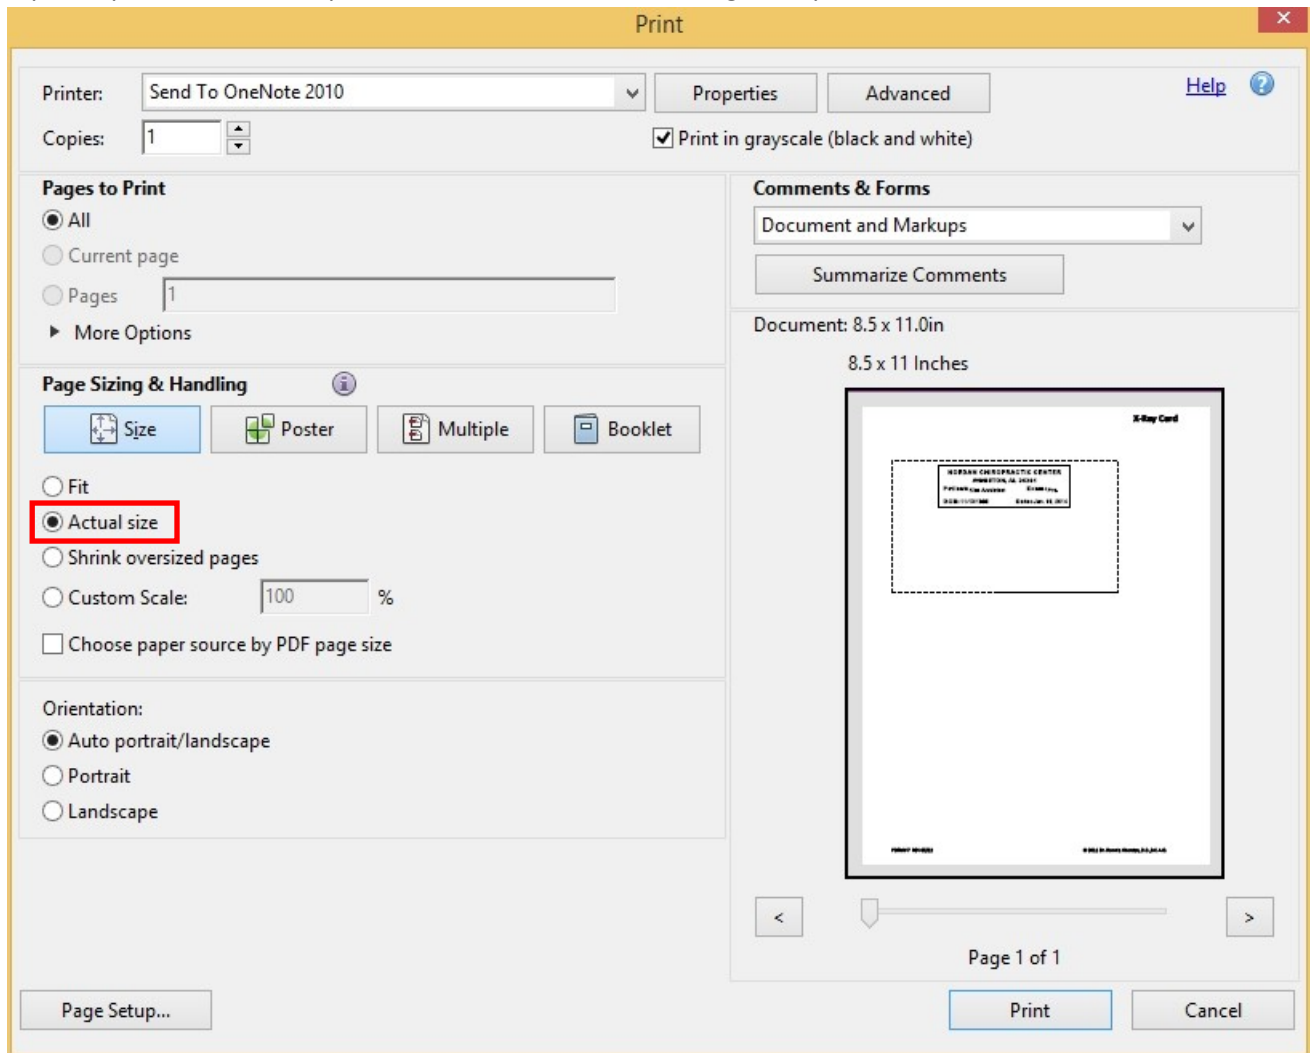 Print
Printer: Send To OneNote 2010 Properties Advanced Help
Copies: 1 Print in grayscale (black and white)
Pages to Print
All
Current page
Pages 1
More Options
Comments & Forms
Document and Markups
Summarize Comments
Page Sizing & Handling
Size Poster Multiple Booklet
Fit
Actual size
Shrink oversized pages
Custom Scale: 100 %
Choose paper source by PDF page size
Orientation:
Auto portrait/landscape
Portrait
Landscape
Document: 8.5 x 11.0in
8.5 x 11 Inches
X-Ray Card
CHIROPRACTIC CENTER
Page 1 of 1
Page Setup... Print Cancel